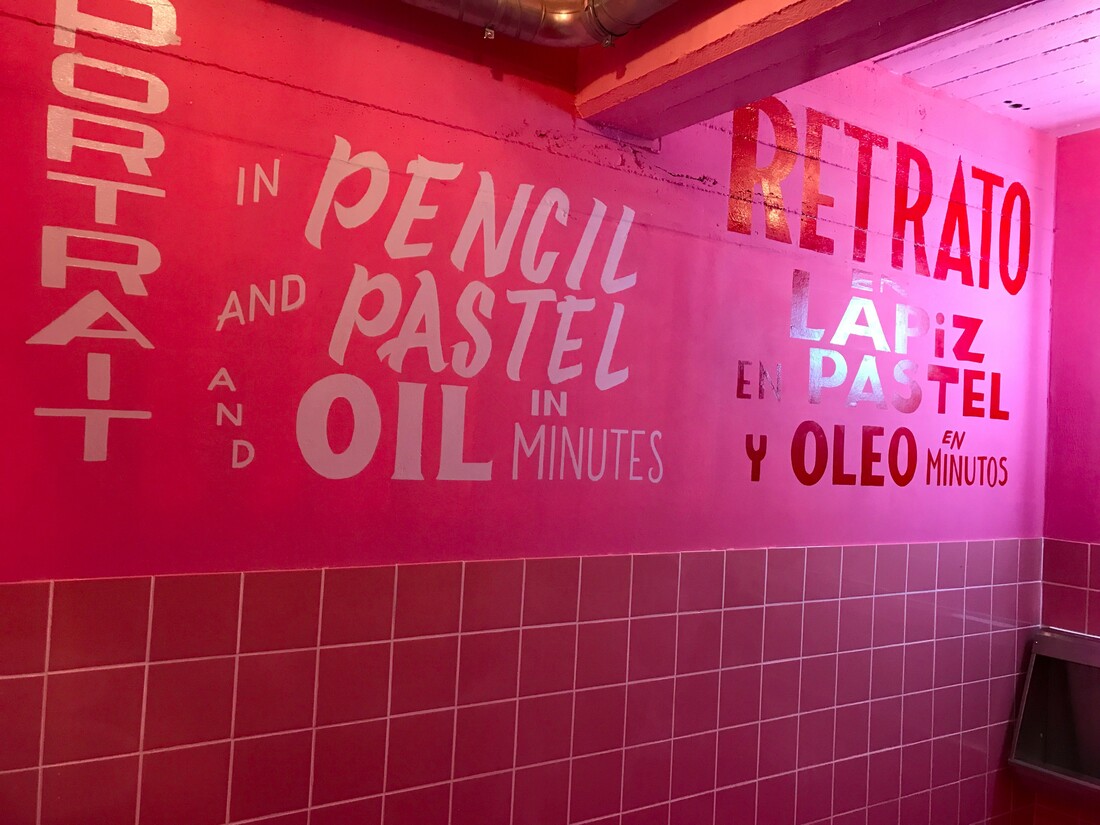 PORTRAIT
IN PENCIL
AND PASTEL
AND OIL IN MINUTES
RETRATO
EN
LAPiZ
EN PASTEL
Y OLEO EN MINUTOS